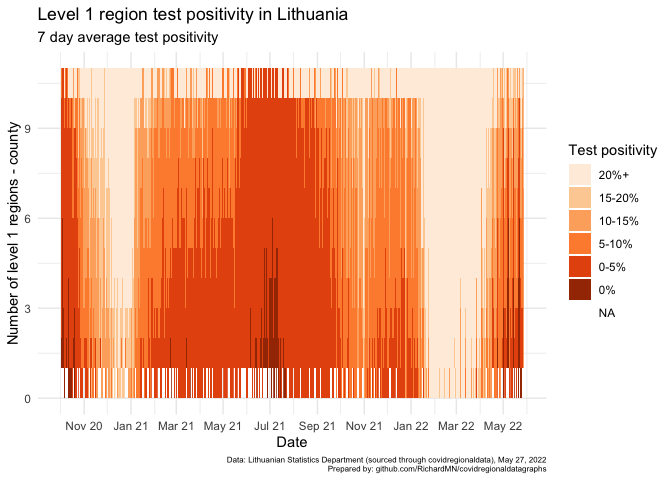 Level 1 region test positivity in Lithuania
7 day average test positivity
Number of level 1 regions - county
9
6
3
0
Nov 20 Jan 21 Mar 21 May 21 Jul 21 Sep 21 Nov 21 Jan 22 Mar 22 May 22
Date
Test positivity
20%+
15-20%
10-15%
5-10%
0-5%
0%
NA
Data: Lithuanian Statistics Department (sourced through covidregionaldata), May 27, 2022
Prepared by: github.com/RichardMN/covidregionaldatagraphs